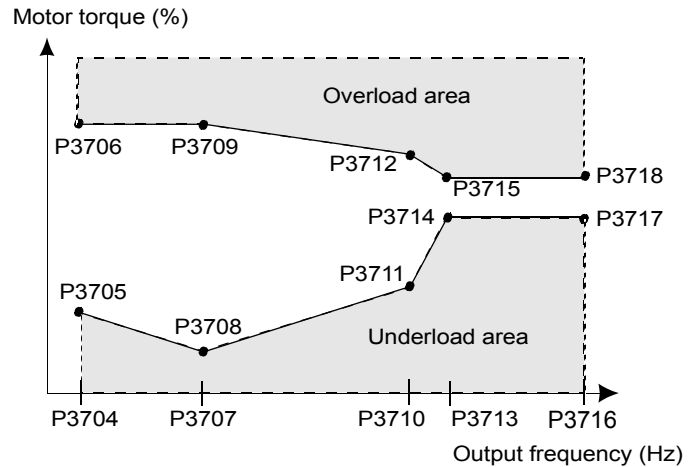 Motor torque (%)
Overload area
P3706
P3709
P3712
P3715
P3718
P3714
P3717
P3711
P3705
P3708
Underload area
P3704
P3707
P3710
P3713
P3716
Output frequency (Hz)